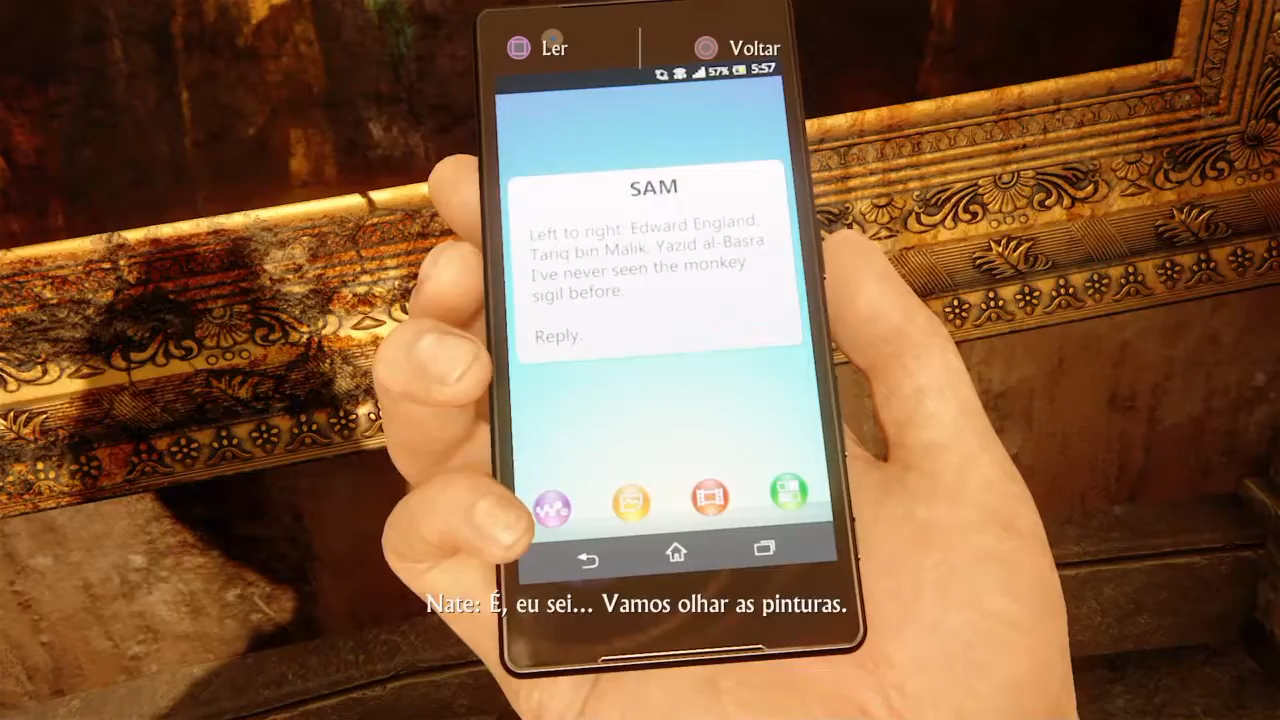 Ler
Voltar
57% 5:57
SAM
Left to right: Edward England,
Tariq bin Malik, Yazid al-Basra.
I've never seen the monkey
sigil before.
Reply.
Nate: É, eu sei... Vamos olhar as pinturas.